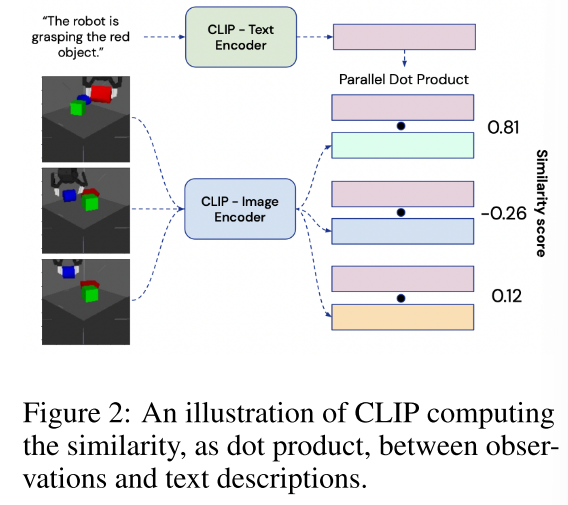 “The robot is
grasping the red
object.”
CLIP - Text
Encoder
Parallel Dot Product
0.81
CLIP - Image
Encoder
-0.26
0.12
Similarity score
Figure 2: An illustration of CLIP computing
the similarity, as dot product, between obser-
vations and text descriptions.